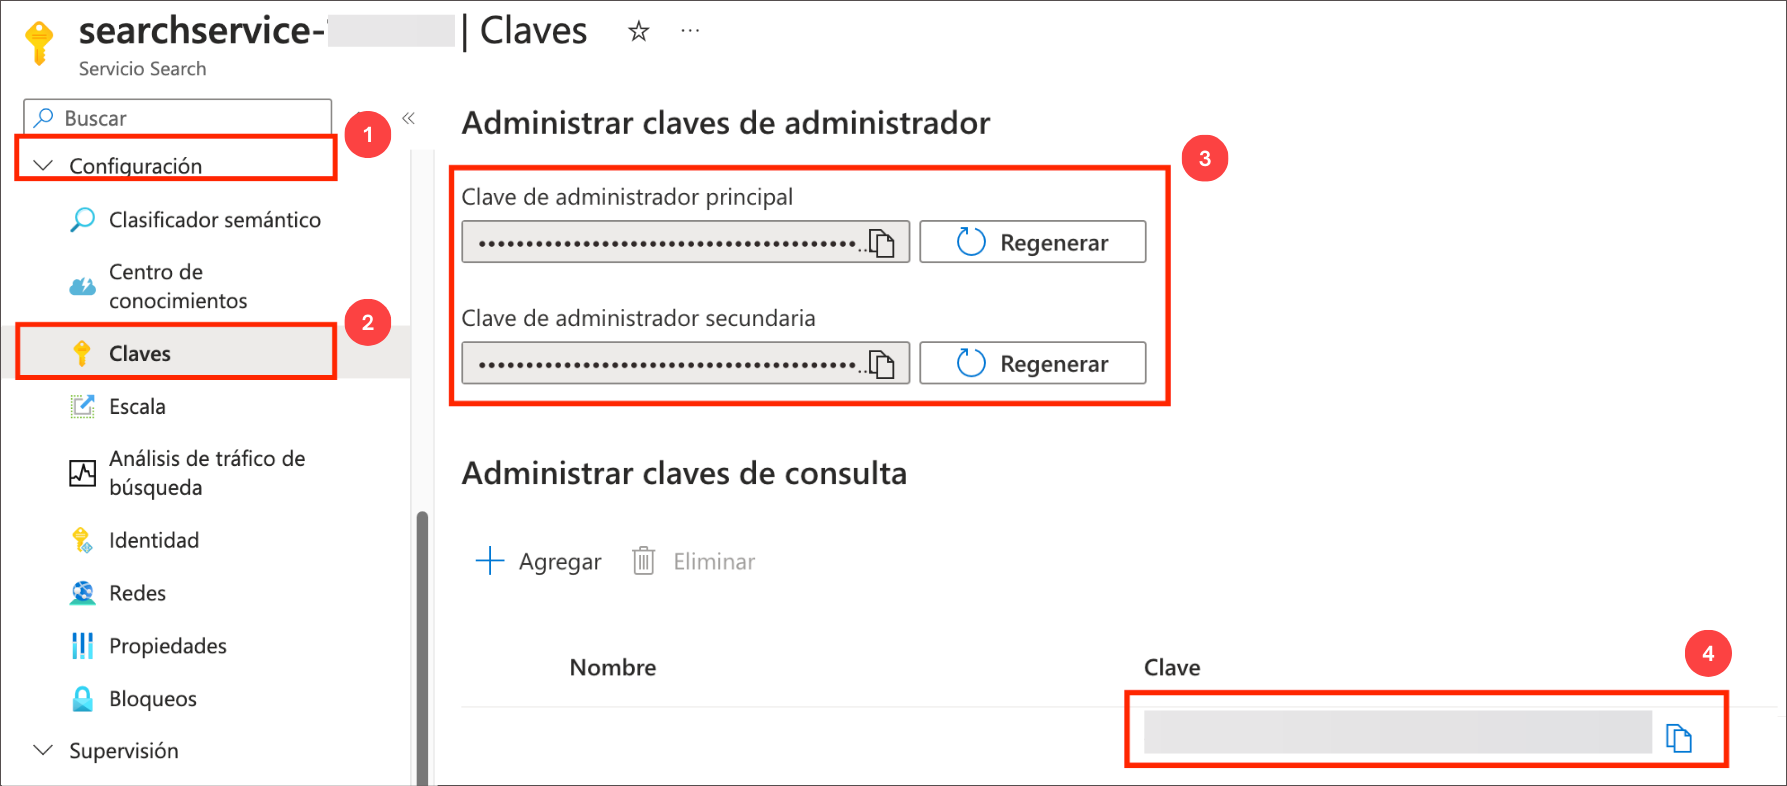 searchservice- | Claves
Servicio Search
Buscar
1
«
Configuración
Clasificador semántico
Centro de
conocimientos
2
Claves
Escala
Análisis de tráfico de
búsqueda
Identidad
Redes
Propiedades
Bloqueos
Supervisión
Administrar claves de administrador
3
Clave de administrador principal
Regenerar
Clave de administrador secundaria
Regenerar
Administrar claves de consulta
Agregar
Eliminar
Nombre
Clave
4